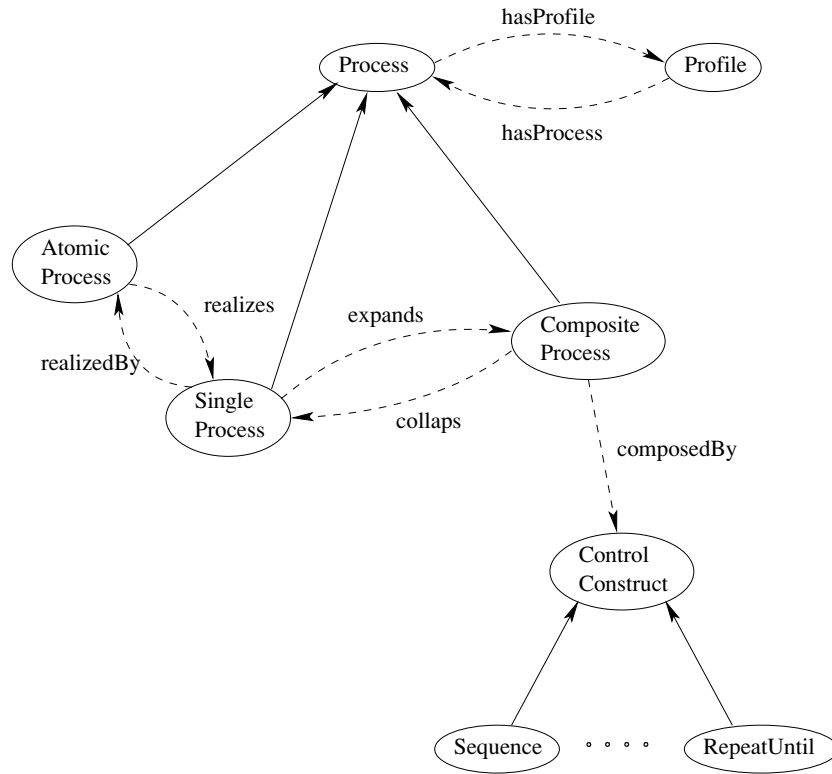 hasProfile
Process
Profile
hasProcess
Atomic
Process
realizes
expands
Composite
Process
realizedBy
Single
Process
collaps
composedBy
Control
Construct
Sequence
RepeatUntil